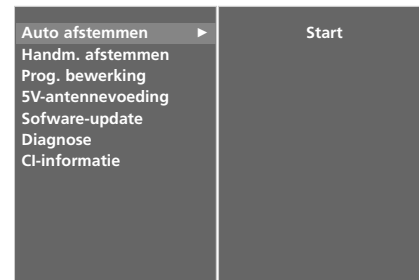 Auto afstemmen ► Start
Handm. afstemmen
Prog. bewerking
5V-antennevoeding
Sofware-update
Diagnose
CI-informatie